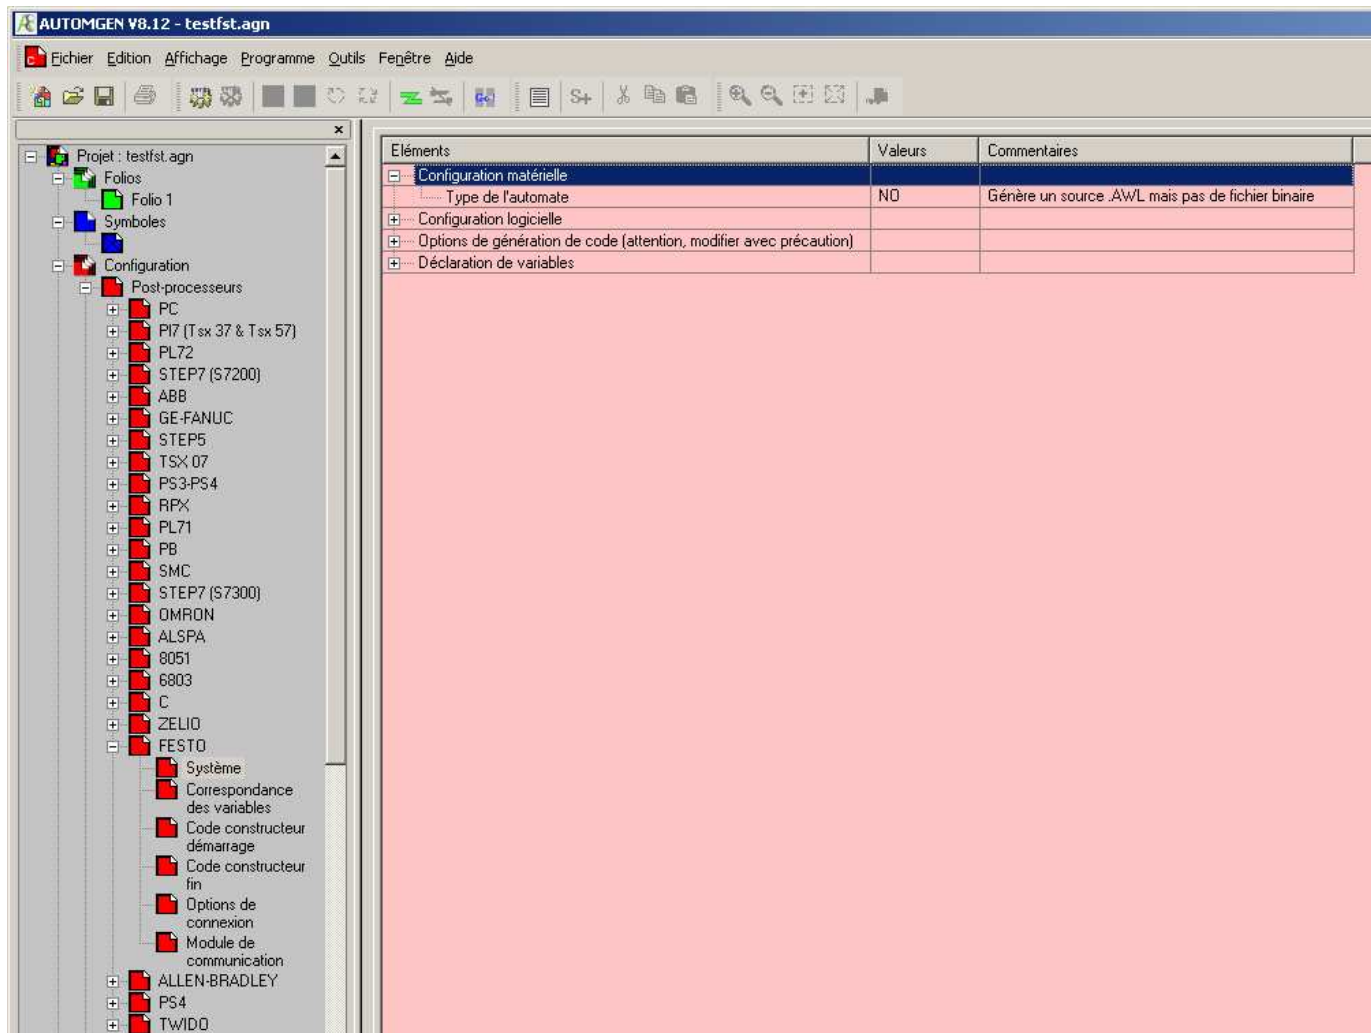 AUTOMGEN V8.12 - testfst.agn
Fichier Edition Affichage Programme Outils Fenêtre Aide
Projet : testfst.agn
Folios
Folio 1
Symboles
Configuration
Post-processeurs
PC
Pl7 (Tsx 37 & Tsx 57)
PL72
STEP7 (S7200)
ABB
GE-FANUC
STEP5
TSX 07
PS3-PS4
RPX
PL71
PB
SMC
STEP7 (S7300)
OMRON
ALSPA
8051
6803
C
ZELIO
FESTO
Système
Correspondance
des variables
Code constructeur
démarrage
Code constructeur
fin
Options de
connexion
Module de
communication
ALLEN-BRADLEY
PS4
TWIDO
Eléments Valeurs Commentaires
Configuration matérielle
Type de l'automate NO Génère un source .AWL mais pas de fichier binaire
Configuration logicielle
Options de génération de code (attention, modifier avec précaution)
Déclaration de variables